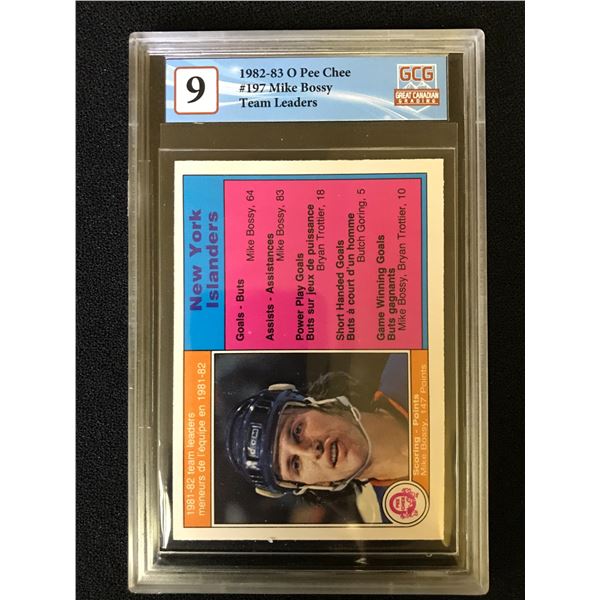 9
1982-83 O Pee Chee
#197 Mike Bossy
Team Leaders
GCG
GREAT CANADIAN
GRADING
New York
Islanders
Goals - Buts
Mike Bossy, 64
Assists - Assistances
Mike Bossy, 83
Power Play Goals
Buts sur jeux de puissance
Bryan Trottier, 18
Short Handed Goals
Buts à court d'un homme
Butch Goring, 5
Game Winning Goals
Buts gagnants
Mike Bossy, Bryan Trottier, 10
1981-82 team leaders
meneurs de l'équipe en 1981-82
Scoring - Points
Mike Bossy, 147 Points